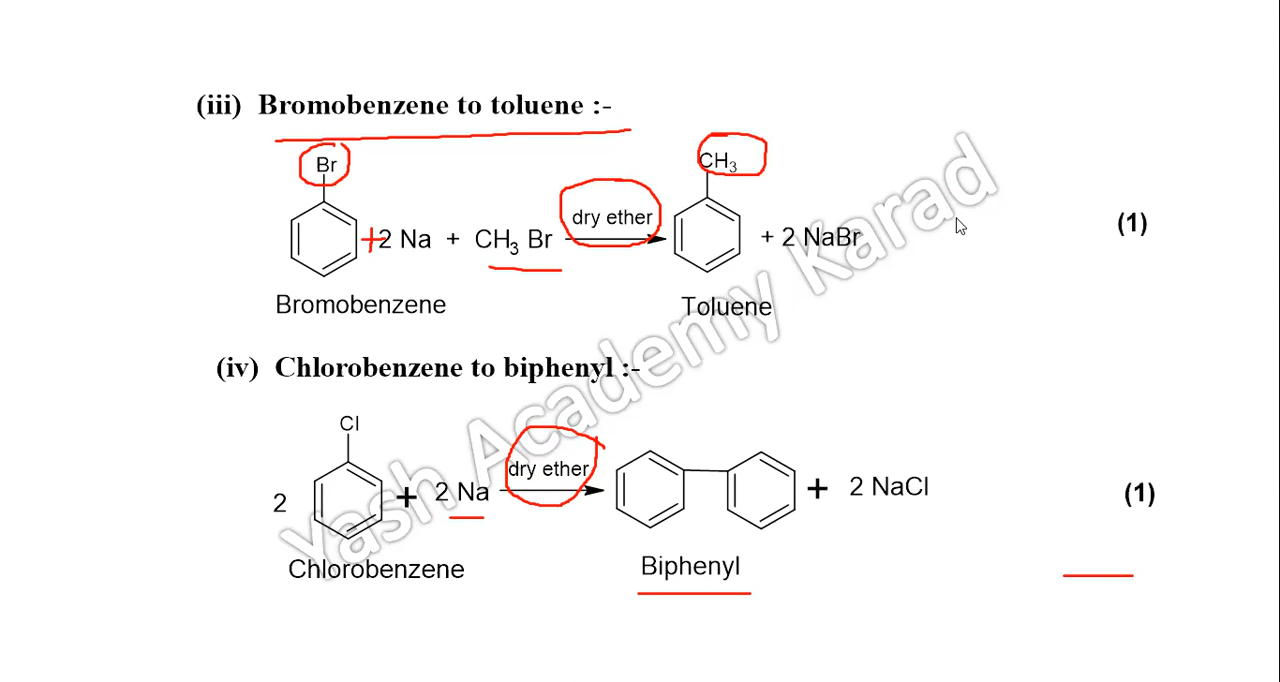 (iii) Bromobenzene to toluene :-
Br
CH₃
+ 2 Na + CH₃ Br dry ether + 2 NaBr (1)
Bromobenzene Toluene
(iv) Chlorobenzene to biphenyl :-
Cl
2 + 2 Na dry ether + 2 NaCl (1)
Chlorobenzene Biphenyl
Yash Academy Karad